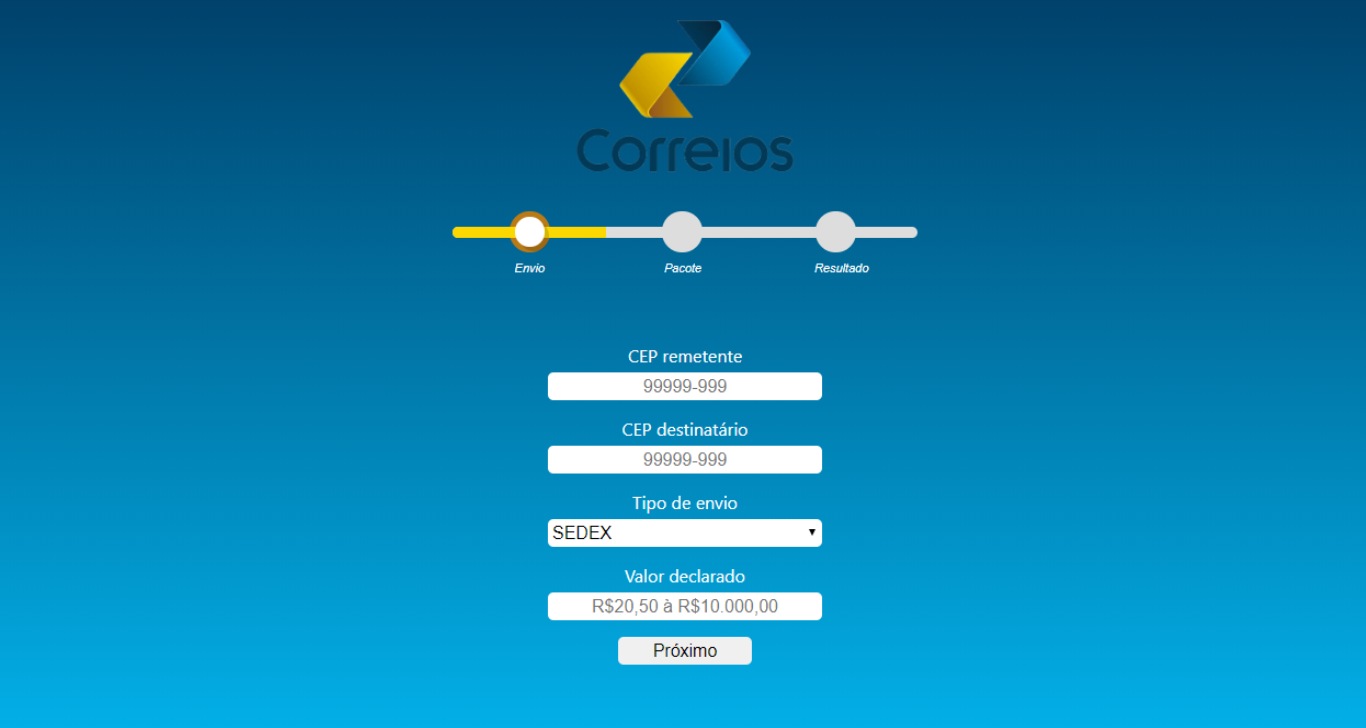 Correios
Envio Pacote Resultado
CEP remetente
99999-999
CEP destinatário
99999-999
Tipo de envio
SEDEX
Valor declarado
R$20,50 à R$10.000,00
Próximo